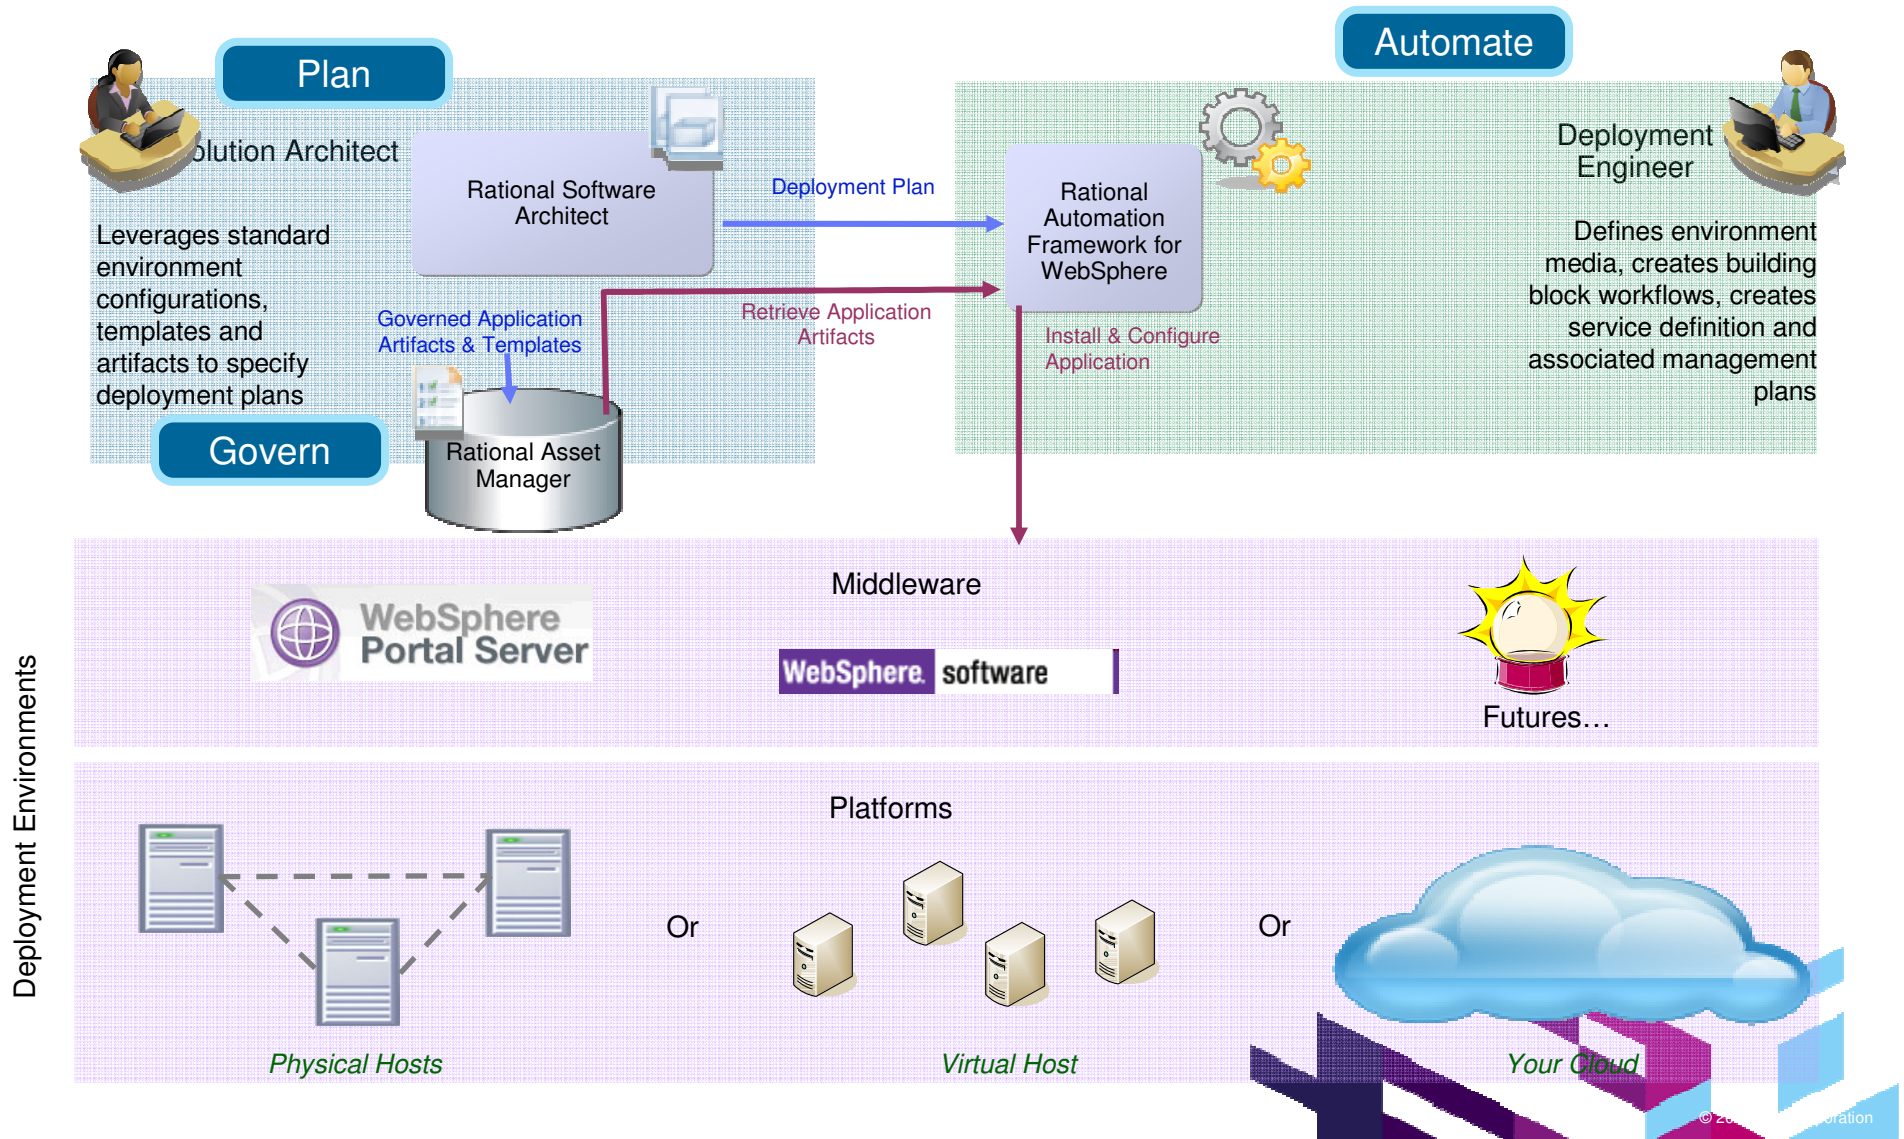 Plan
Automate
olution Architect
Leverages standard
environment
configurations,
templates and
artifacts to specify
deployment plans
Rational Software
Architect
Deployment Plan
Rational
Automation
Framework for
WebSphere
Deployment
Engineer
Defines environment
media, creates building
block workflows, creates
service definition and
associated management
plans
Governed Application
Artifacts & Templates
Retrieve Application
Artifacts
Install & Configure
Application
Govern
Rational Asset
Manager
Deployment Environments
Middleware
WebSphere
Portal Server
WebSphere. software
Futures…
Platforms
Or
Or
Physical Hosts
Virtual Host
Your Cloud
©